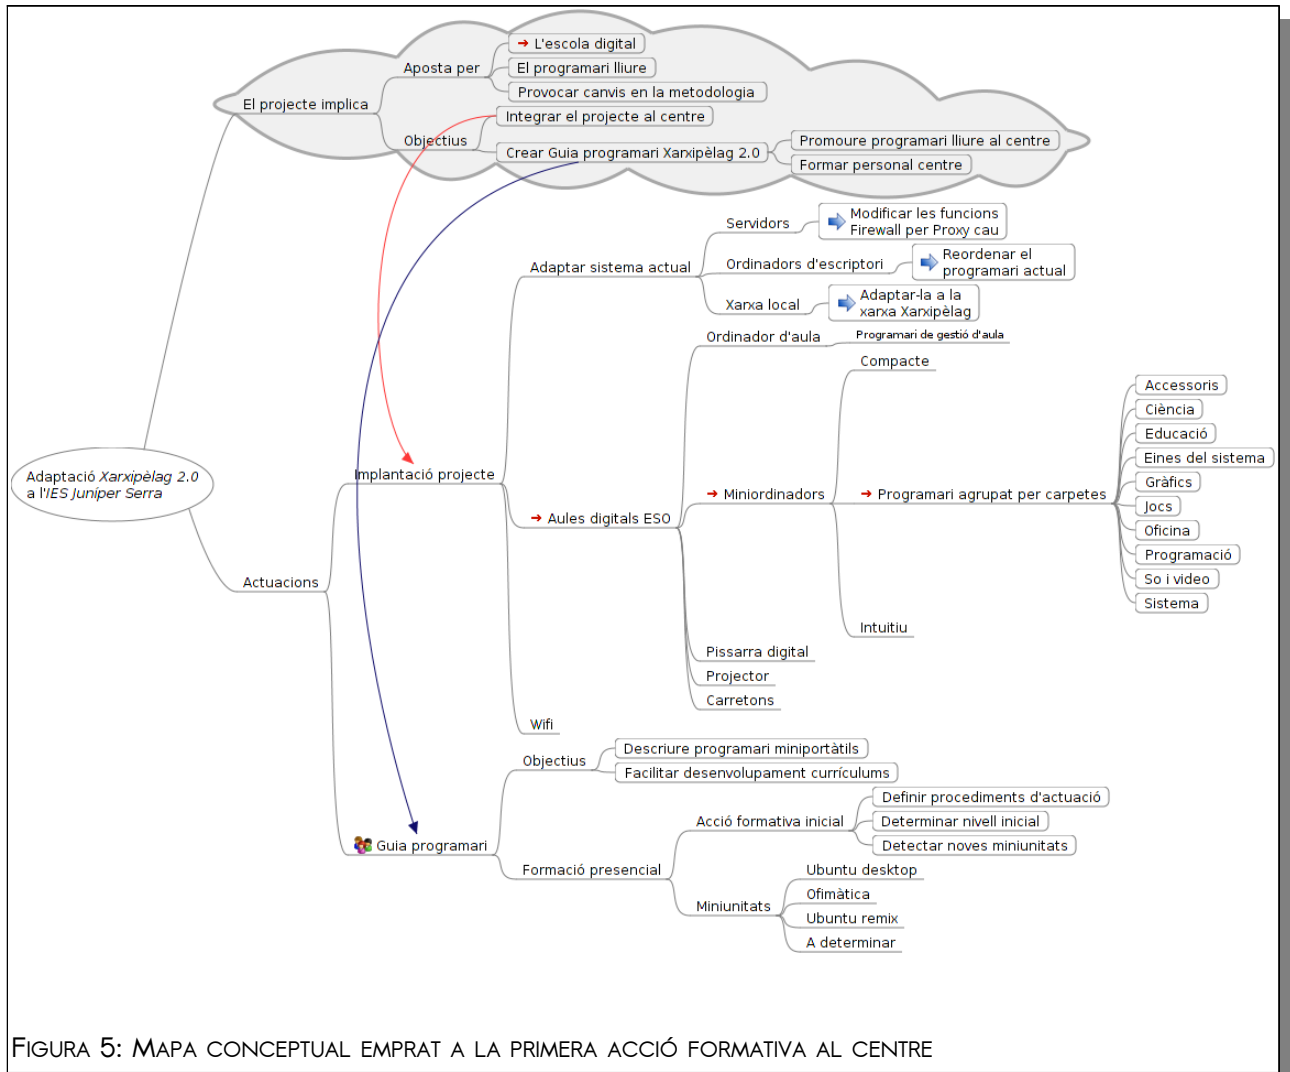 El projecte implica
Aposta per
L'escola digital
El programari lliure
Provocar canvis en la metodologia
Objectius
Integrar el projecte al centre
Crear Guia programari Xarxipèlag 2.0
Promoure programari lliure al centre
Formar personal centre
Adaptació Xarxipèlag 2.0
a l'IES Juníper Serra
Actuacions
Implantació projecte
Adaptar sistema actual
Servidors
Modificar les funcions
Firewall per Proxy cau
Ordinadors d'escriptori
Reordenar el
programari actual
Xarxa local
Adaptar-la a la
xarxa Xarxipèlag
Aules digitals ESO
Ordinador d'aula
Programari de gestió d'aula
Miniordinadors
Compacte
Programari agrupat per carpetes
Accessoris
Ciència
Educació
Eines del sistema
Gràfics
Jocs
Oficina
Programació
So i video
Sistema
Intuitiu
Pissarra digital
Projector
Carretons
Wifi
Guia programari
Objectius
Descriure programari miniportàtils
Facilitar desenvolupament currículums
Formació presencial
Acció formativa inicial
Definir procediments d'actuació
Determinar nivell inicial
Detectar noves miniunitats
Miniunitats
Ubuntu desktop
Ofimàtica
Ubuntu remix
A determinar
Figura 5: Mapa conceptual emprat a la primera acció formativa al centre